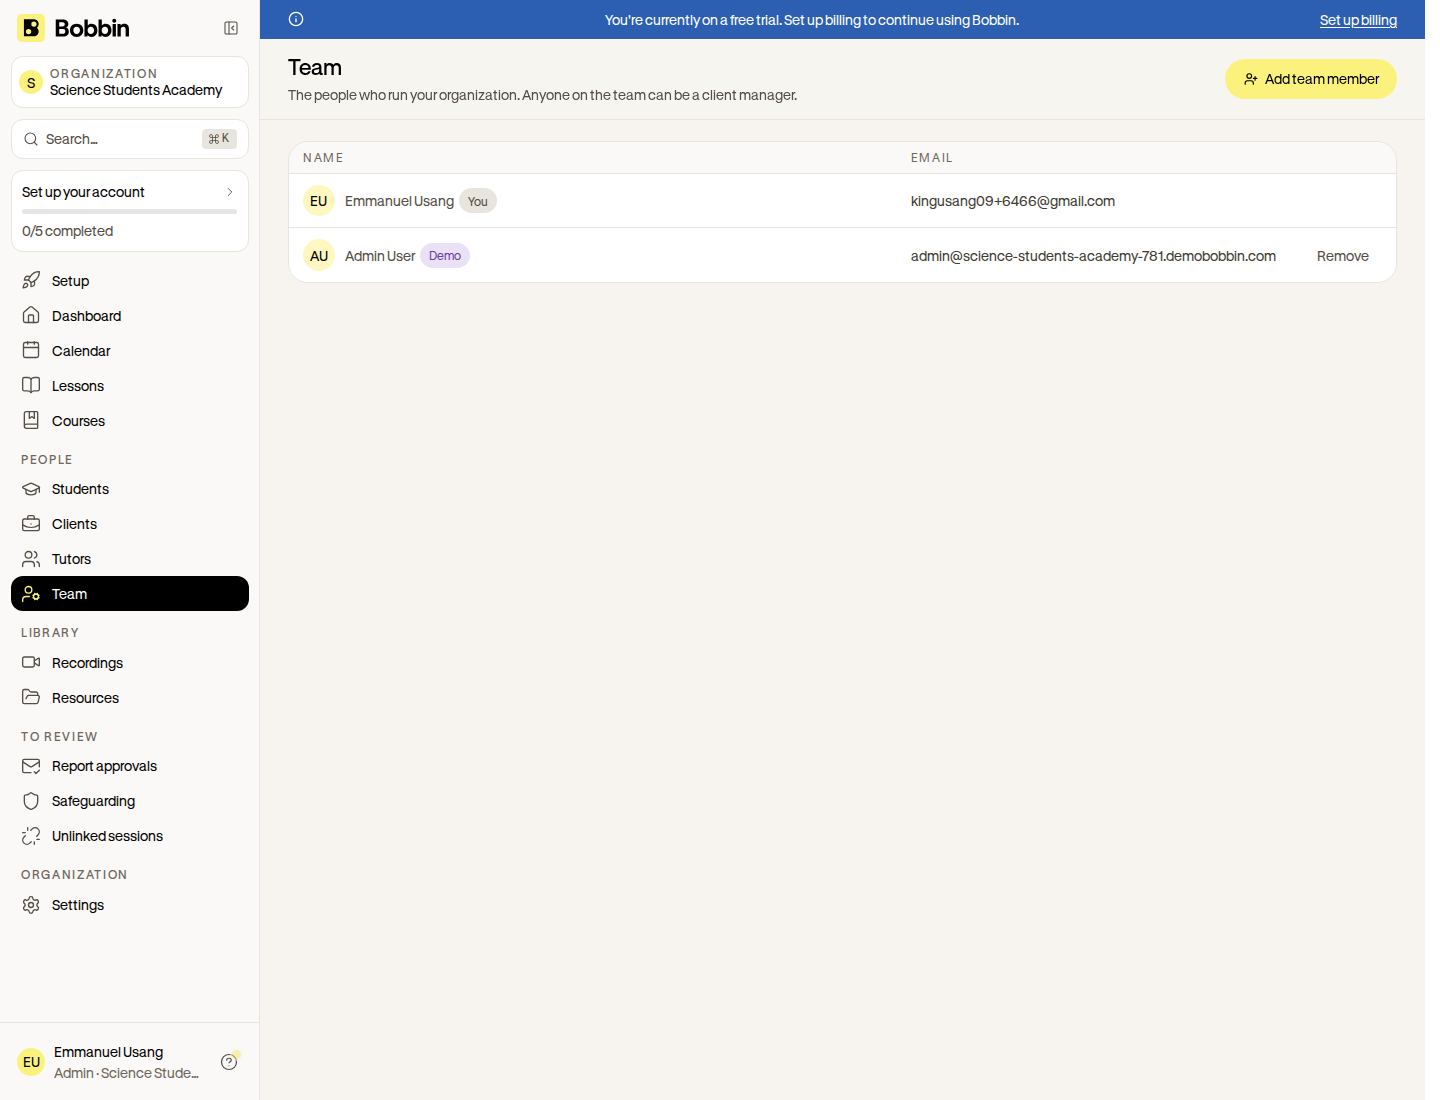 Bobbin
ORGANIZATION
S
Science Students Academy
Search...
⌘ K
Set up your account
0/5 completed
Setup
Dashboard
Calendar
Lessons
Courses
PEOPLE
Students
Clients
Tutors
Team
LIBRARY
Recordings
Resources
TO REVIEW
Report approvals
Safeguarding
Unlinked sessions
ORGANIZATION
Settings
EU
Emmanuel Usang
Admin · Science Stude...
You're currently on a free trial. Set up billing to continue using Bobbin.
Set up billing
Team
The people who run your organization. Anyone on the team can be a client manager.
Add team member
NAME EMAIL
EU Emmanuel Usang You kingusang09+6466@gmail.com
AU Admin User Demo admin@science-students-academy-781.demobobbin.com Remove